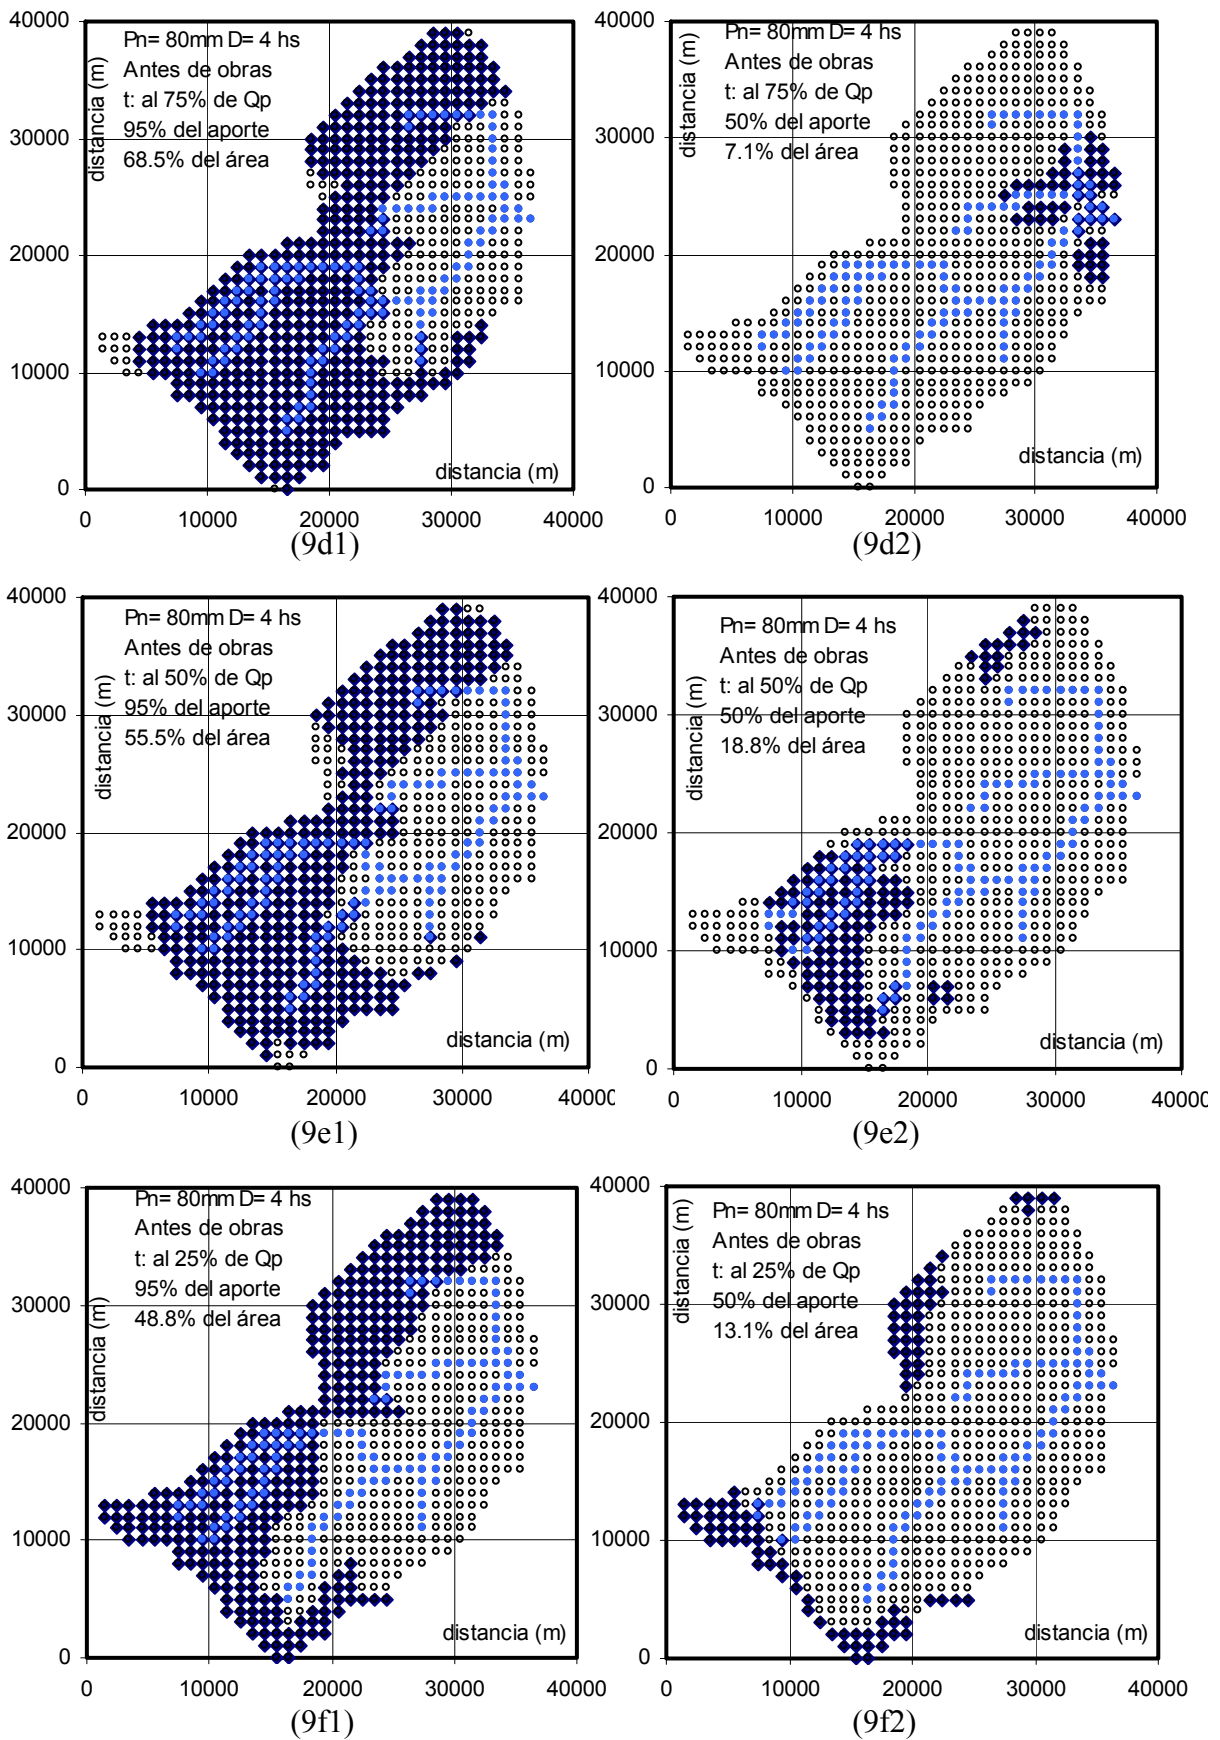 40000
30000
20000
10000
0
distancia (m)
Pn= 80mm D= 4 hs
Antes de obras
t: al 75% de Qp
95% del aporte
68.5% del área
distancia (m)
0 10000 20000 30000 40000
(9d1)
40000
30000
20000
10000
0
distancia (m)
Pn= 80mm D= 4 hs
Antes de obras
t: al 75% de Qp
50% del aporte
7.1% del área
distancia (m)
0 10000 20000 30000 40000
(9d2)
40000
30000
20000
10000
0
distancia (m)
Pn= 80mm D= 4 hs
Antes de obras
t: al 50% de Qp
95% del aporte
55.5% del área
distancia (m)
0 10000 20000 30000 40000
(9e1)
40000
30000
20000
10000
0
distancia (m)
Pn= 80mm D= 4 hs
Antes de obras
t: al 50% de Qp
50% del aporte
18.8% del área
distancia (m)
0 10000 20000 30000 40000
(9e2)
40000
30000
20000
10000
0
distancia (m)
Pn= 80mm D= 4 hs
Antes de obras
t: al 25% de Qp
95% del aporte
48.8% del área
distancia (m)
0 10000 20000 30000 40000
(9f1)
40000
30000
20000
10000
0
distancia (m)
Pn= 80mm D= 4 hs
Antes de obras
t: al 25% de Qp
50% del aporte
13.1% del área
distancia (m)
0 10000 20000 30000 40000
(9f2)